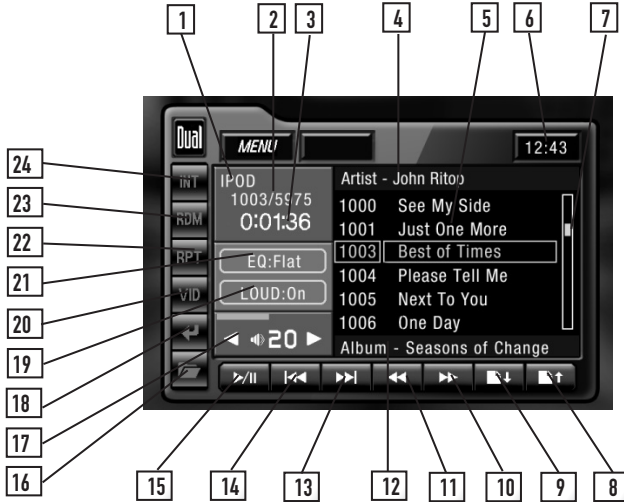 1 2 3 4 5 6 7
Dual MENU 12:43
24 INT IPOD Artist - John Ritop
1003/5975 1000 See My Side
23 RDM 0:01:36 1001 Just One More
22 RPT 1003 Best of Times
21 EQ:Flat 1004 Please Tell Me
20 VID LOUD:On 1005 Next To You
19 1006 One Day
18 20 Album - Seasons of Change
17
16 15 14 13 12 11 10 9 8